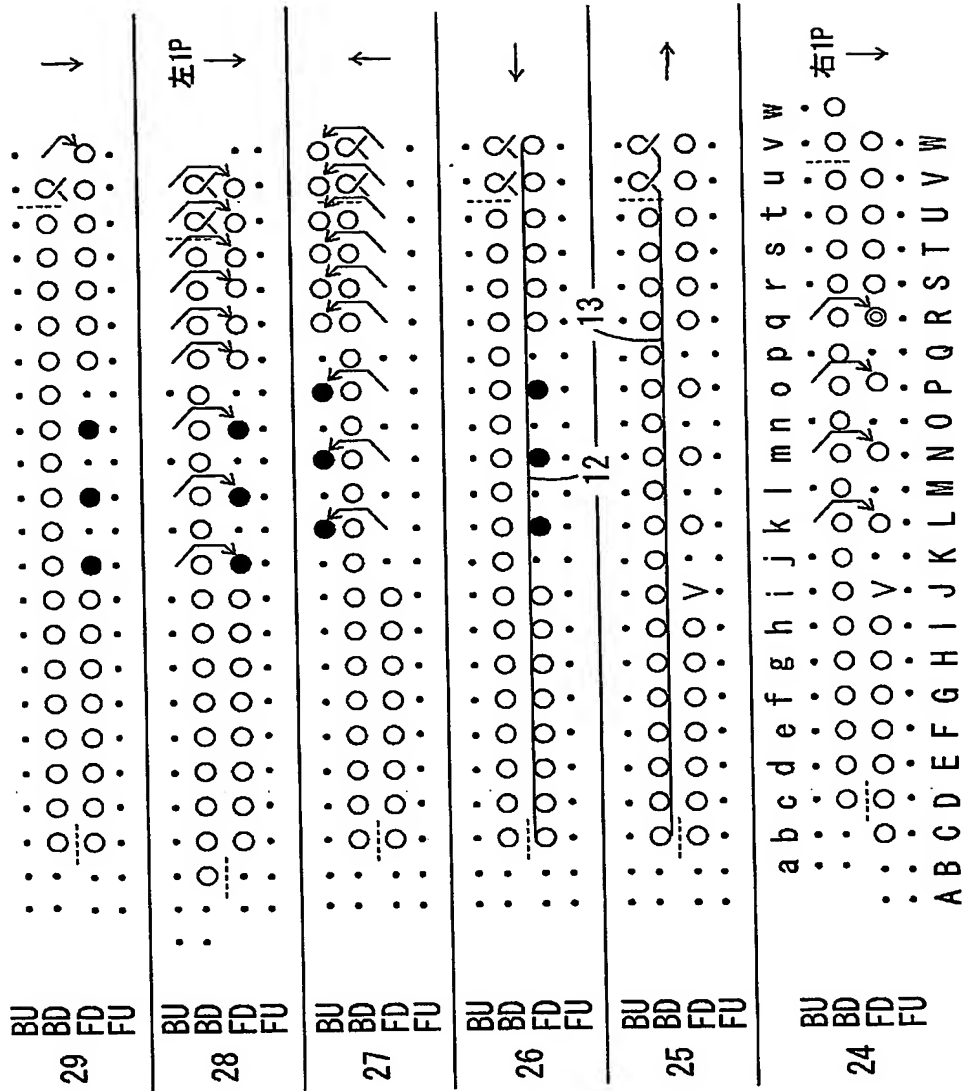 29 BU →
BD
FD
FU
28 BU 左1P →
BD
FD
FU
27 BU ←
BD
FD
FU
26 BU ↓
BD
FD
FU
12
13
25 BU ↑
BD
FD
FU
a b c d e f g h i j k l m n o p q r s t u v w
24 BU 右1P →
BD
FD
FU
V
V
A B C D E F G H I J K L M N O P Q R S T U V W